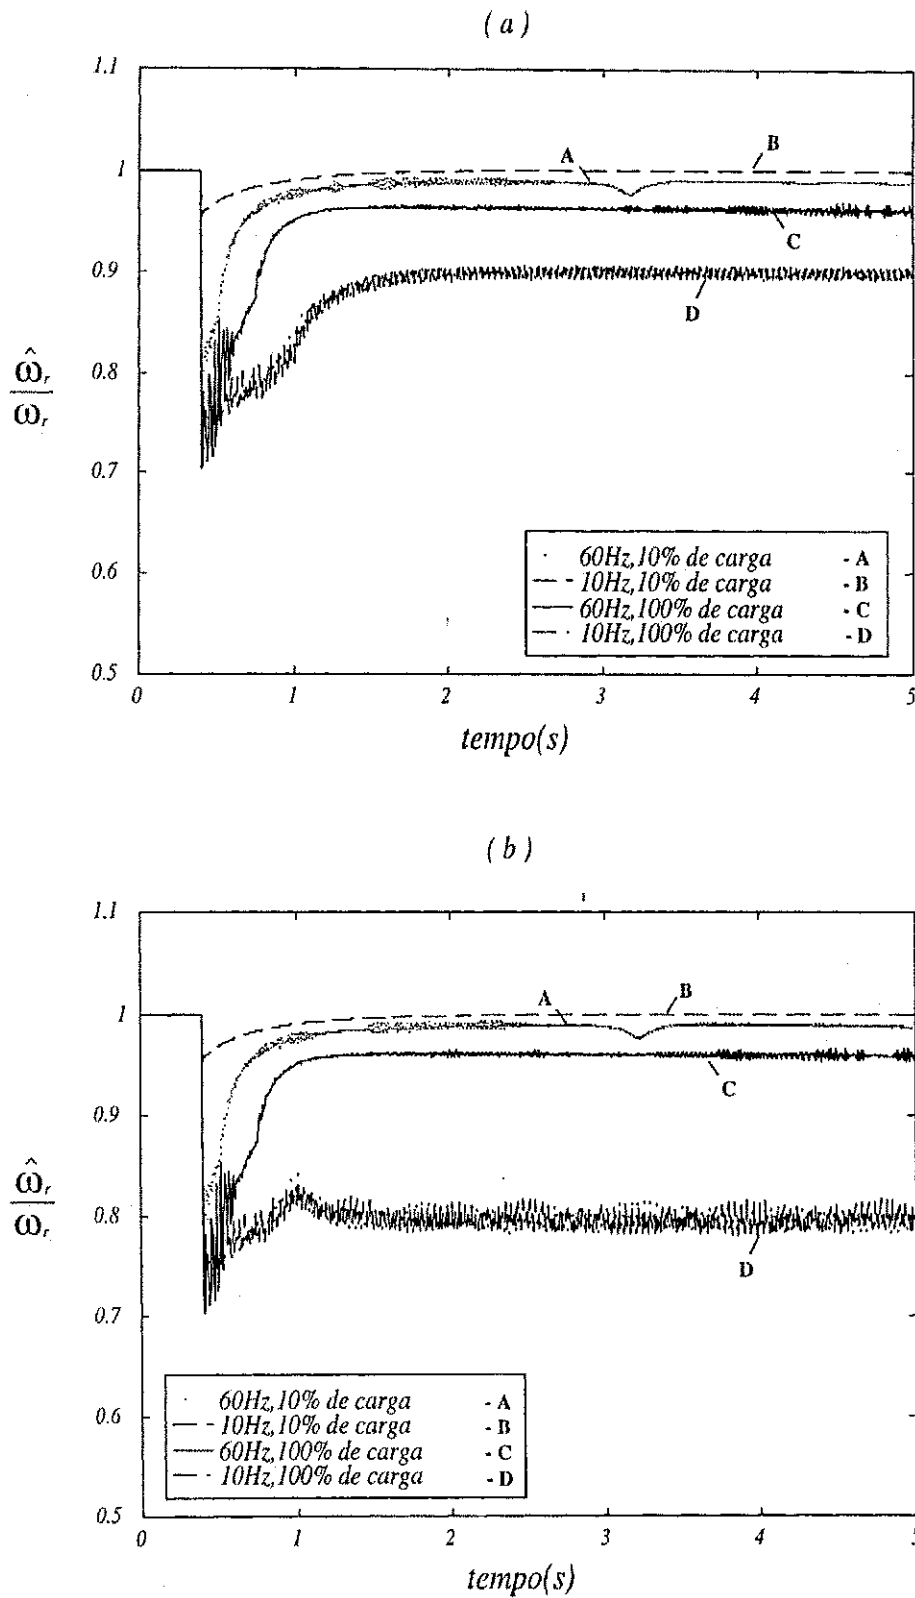 ( a )
1.1
1
0.9
0.8
0.7
0.6
0.5
ω̂r
ωr
A
B
C
D
60Hz,10% de carga - A
10Hz,10% de carga - B
60Hz,100% de carga - C
10Hz,100% de carga - D
0 1 2 3 4 5
tempo(s)
( b )
1.1
1
0.9
0.8
0.7
0.6
0.5
ω̂r
ωr
A
B
C
D
60Hz,10% de carga - A
10Hz,10% de carga - B
60Hz,100% de carga - C
10Hz,100% de carga - D
0 1 2 3 4 5
tempo(s)